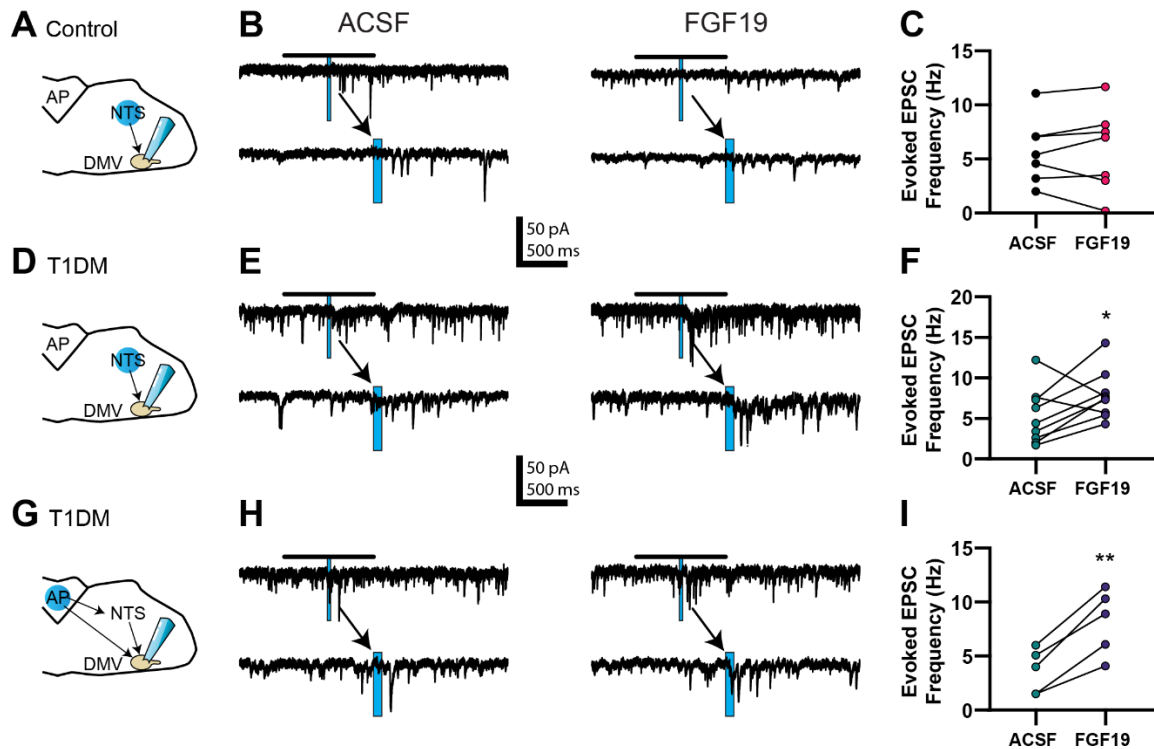 A Control
AP
NTS
DMV
B
ACSF
FGF19
50 pA
500 ms
C
Evoked EPSC
Frequency (Hz)
15
10
5
0
ACSF
FGF19
D T1DM
AP
NTS
DMV
E
50 pA
500 ms
F
Evoked EPSC
Frequency (Hz)
20
15
10
5
0
*
ACSF
FGF19
G T1DM
AP
NTS
DMV
H
I
Evoked EPSC
Frequency (Hz)
15
10
5
0
**
ACSF
FGF19